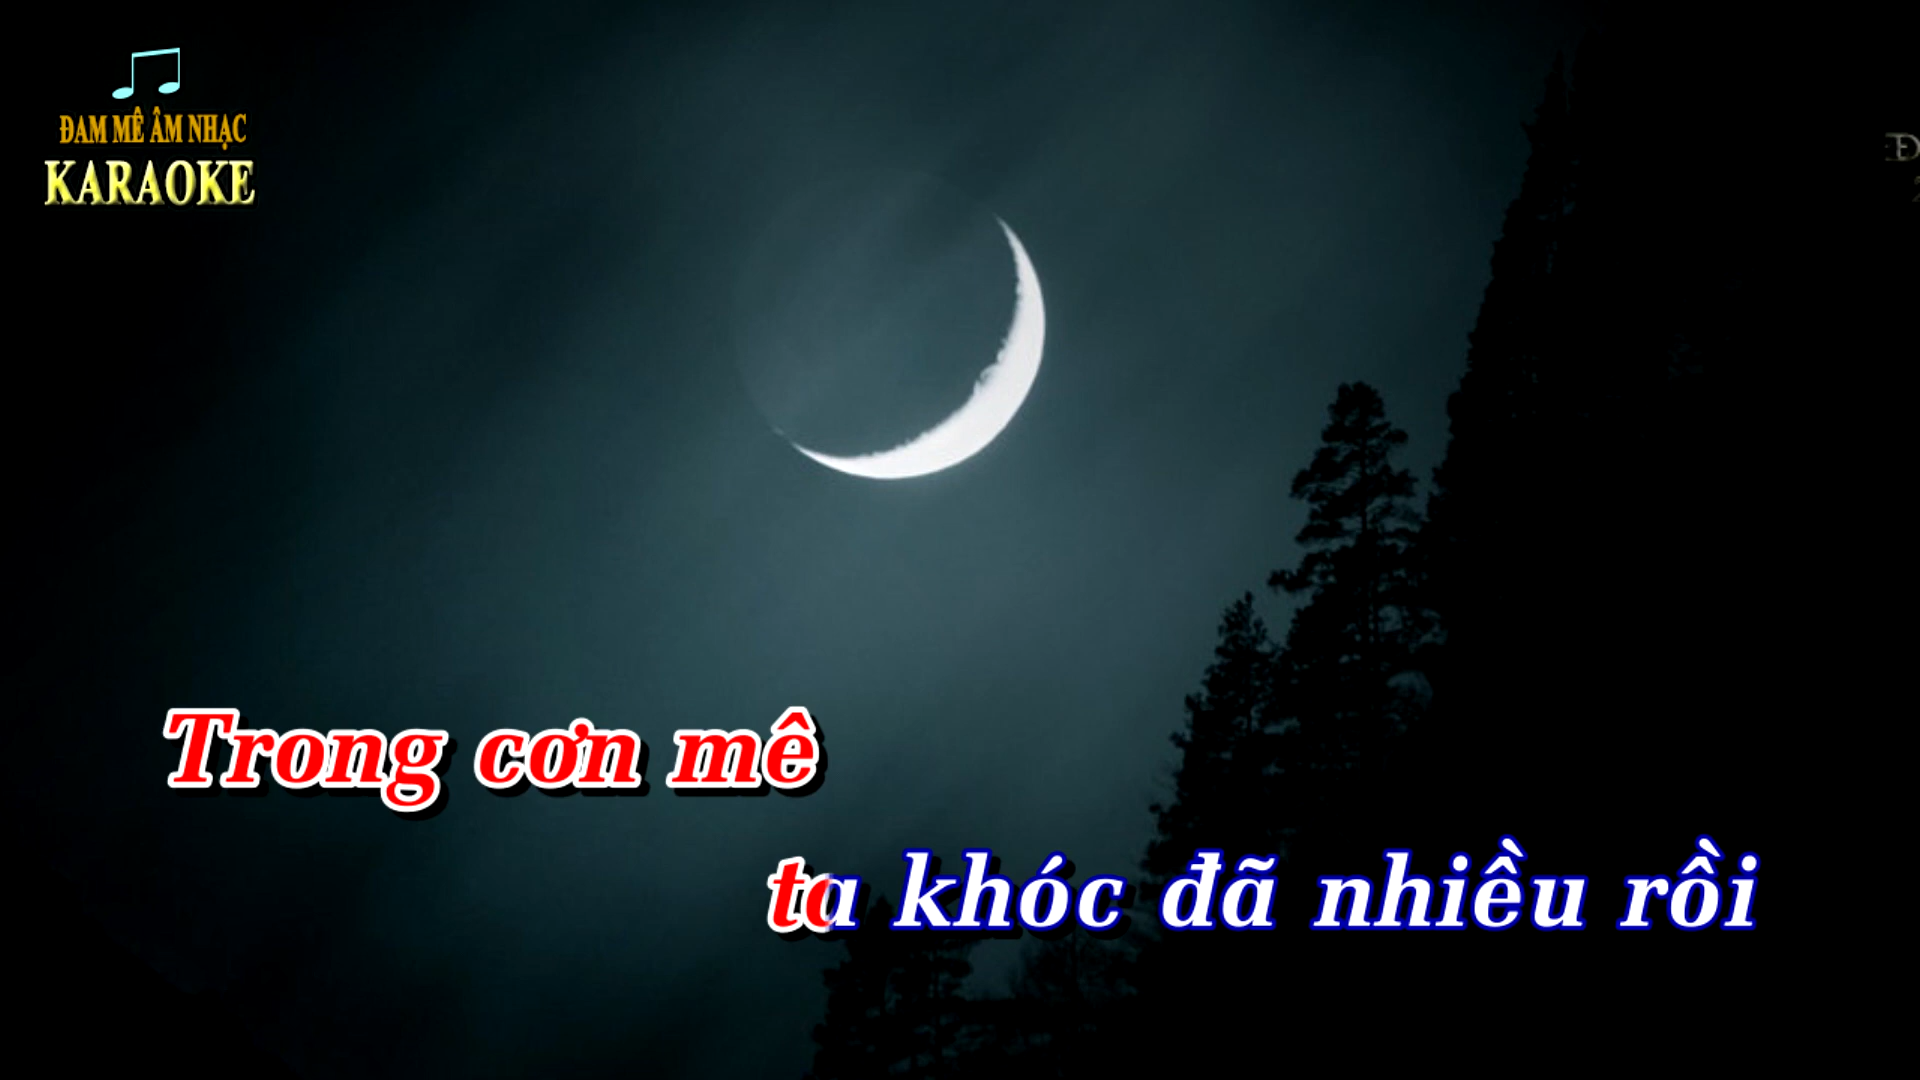 ĐAM MÊ ÂM NHẠC
KARAOKE
Trong cơn mê
ta khóc đã nhiều rồi